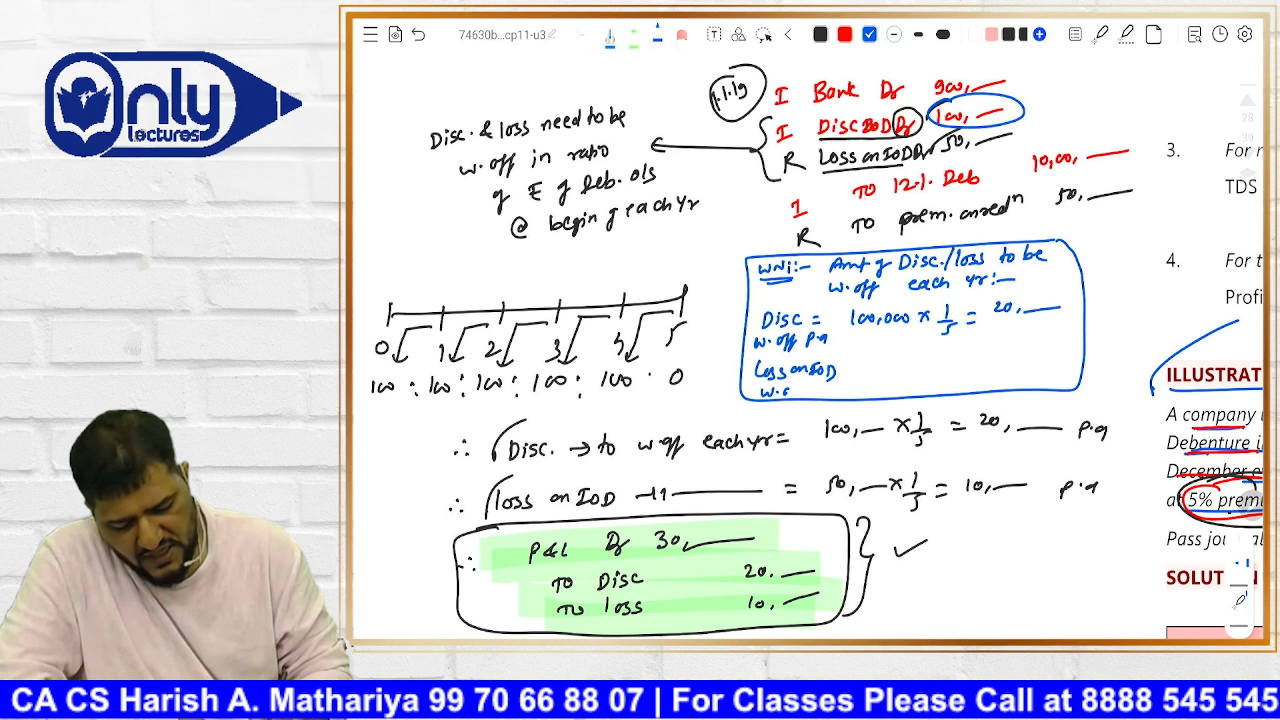 nly
lectures
74630b...cp11-u3
1.1.19
I Bank Dr 900, —
I DISC IOD Dr 100, —
R Loss on IOD Dr 50, —
I TO 12% Deb 10,00, —
R TO prem. on redn 50, —
Disc. & loss need to be
w. off in ratio
of E of Deb. o/s
@ begin of each yr
0 1 2 3 4 5
100 : 100 : 100 : 100 : 100 . 0
WN1:- Amt of Disc./loss to be
w. off each yr:-
Disc = 100,000 x 1/5 = 20, —
w. off p.a
Loss on IOD
w.
∴ Disc. → to w off each yr = 100, — x 1/5 = 20, — p.a
∴ loss on IOD —11— = 50, — x 1/5 = 10, — p.a
∴ P&L Dr 30, —
TO Disc 20. —
TO loss 10, —
28
39
3. For
TDS
4. For t
Profi
ILLUSTRAT
A company
Debenture i
December e
at 5% premi
Pass jou al
SOLUT N
CA CS Harish A. Mathariya 99 70 66 88 07 | For Classes Please Call at 8888 545 545